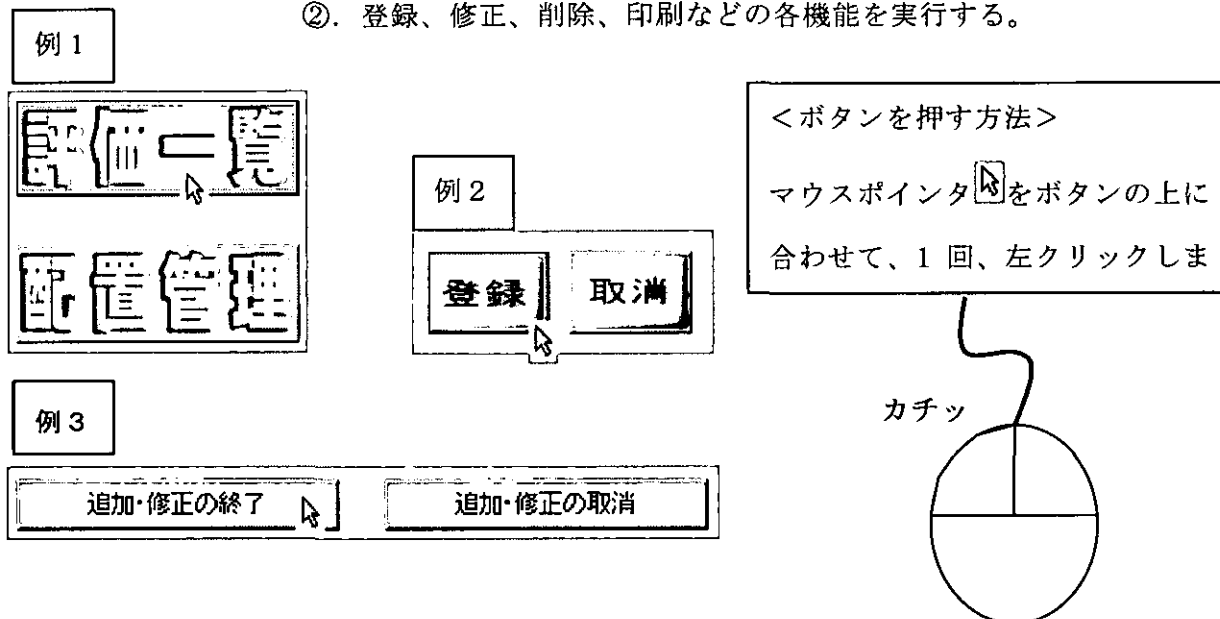 ②. 登録、修正、削除、印刷などの各機能を実行する。
例 1
評価一覧
配置管理
例 2
登録 取消
例 3
追加・修正の終了 追加・修正の取消
＜ボタンを押す方法＞
マウスポインタをボタンの上に
合わせて、1 回、左クリックしま
カチッ